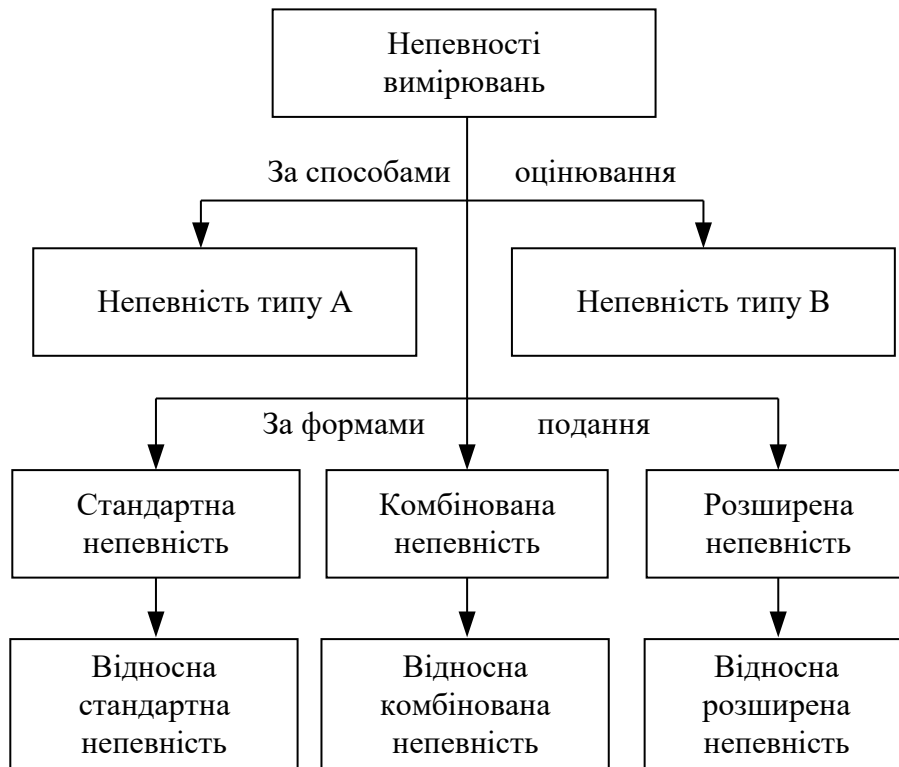 Непевності
вимірювань
За способами оцінювання
Непевність типу А
Непевність типу В
За формами подання
Стандартна
непевність
Комбінована
непевність
Розширена
непевність
Відносна
стандартна
непевність
Відносна
комбінована
непевність
Відносна
розширена
непевність